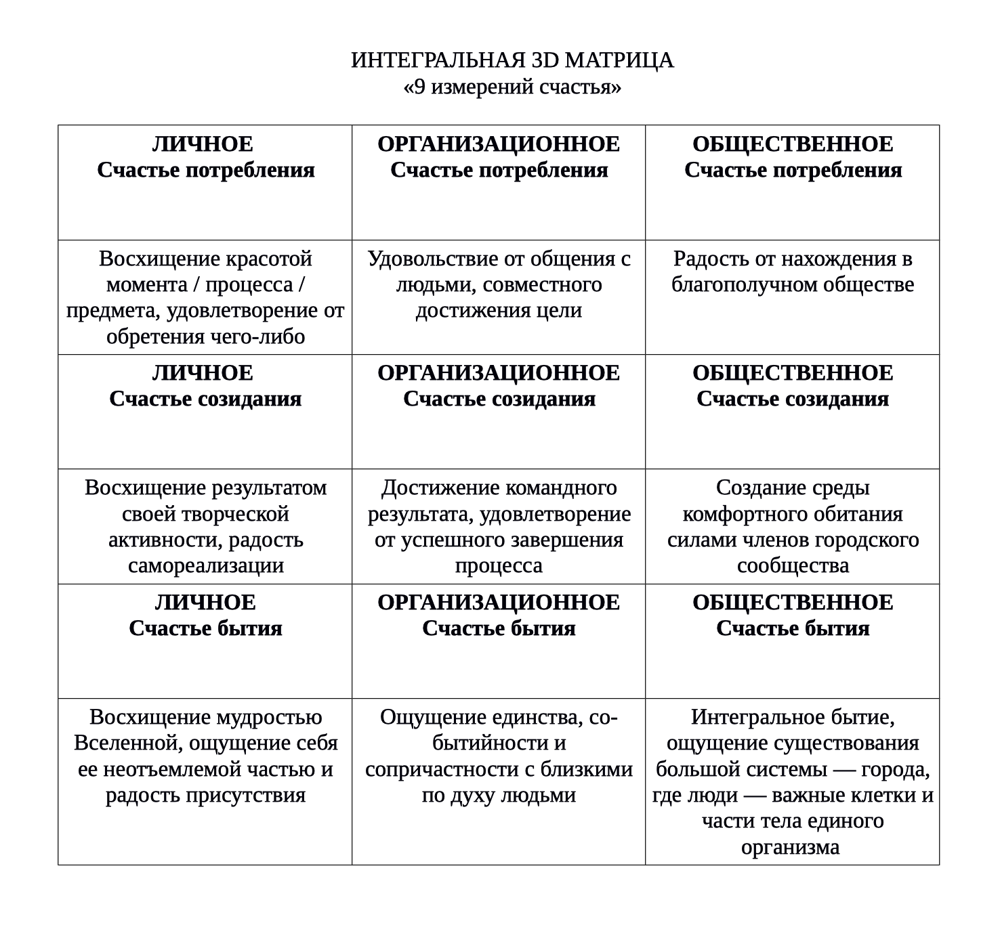 ИНТЕГРАЛЬНАЯ 3D МАТРИЦА
«9 измерений счастья»
ЛИЧНОЕ
Счастье потребления
ОРГАНИЗАЦИОННОЕ
Счастье потребления
ОБЩЕСТВЕННОЕ
Счастье потребления
Восхищение красотой
момента / процесса /
предмета, удовлетворение от
обретения чего-либо
Удовольствие от общения с
людьми, совместного
достижения цели
Радость от нахождения в
благополучном обществе
ЛИЧНОЕ
Счастье созидания
ОРГАНИЗАЦИОННОЕ
Счастье созидания
ОБЩЕСТВЕННОЕ
Счастье созидания
Восхищение результатом
своей творческой
активности, радость
самореализации
Достижение командного
результата, удовлетворение
от успешного завершения
процесса
Создание среды
комфортного обитания
силами членов городского
сообщества
ЛИЧНОЕ
Счастье бытия
ОРГАНИЗАЦИОННОЕ
Счастье бытия
ОБЩЕСТВЕННОЕ
Счастье бытия
Восхищение мудростью
Вселенной, ощущение себя
ее неотъемлемой частью и
радость присутствия
Ощущение единства, со-
бытийности и
сопричастности с близкими
по духу людьми
Интегральное бытие,
ощущение существования
большой системы — города,
где люди — важные клетки и
части тела единого
организма